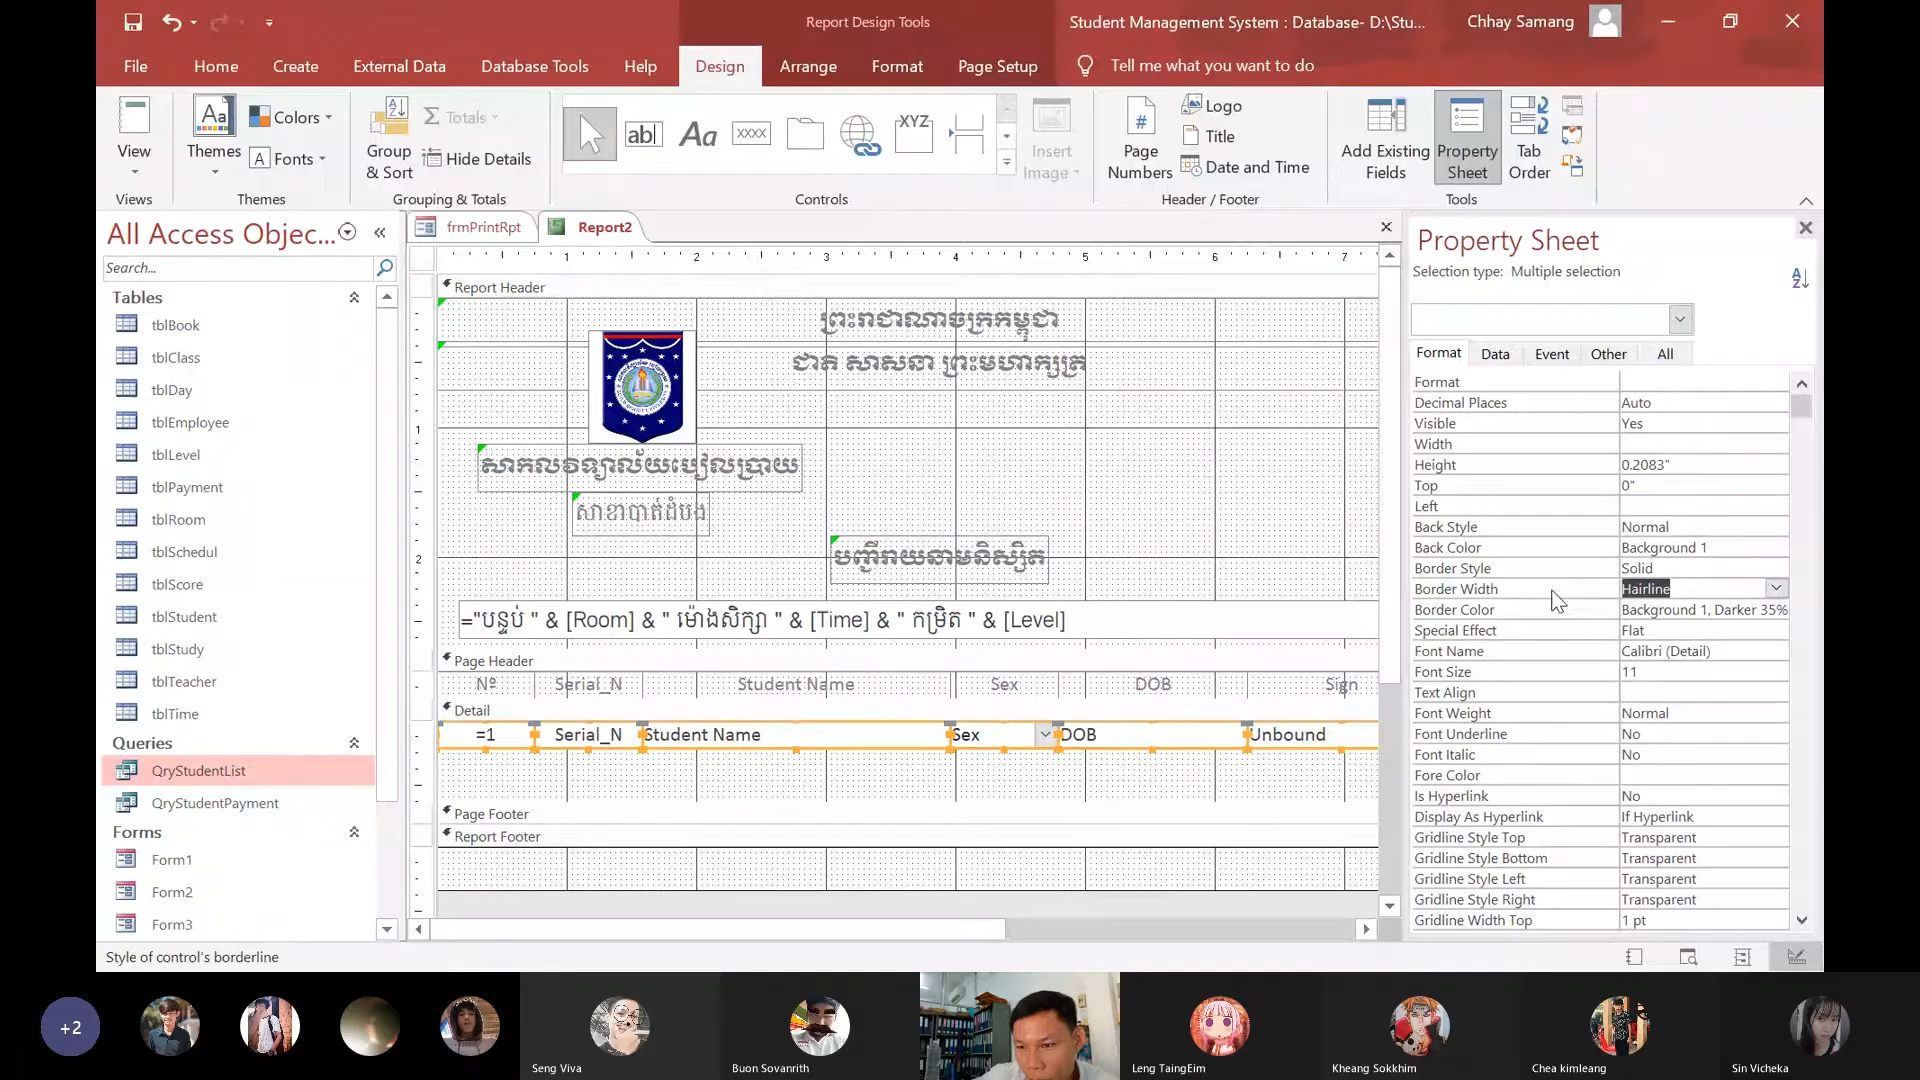 Report Design Tools
Student Management System : Database- D:\Stu...
Chhay Samang
File
Home
Create
External Data
Database Tools
Help
Design
Arrange
Format
Page Setup
Tell me what you want to do
View
Views
Aa
Themes
Colors
A Fonts
Themes
Group
& Sort
Totals
Hide Details
Grouping & Totals
ab|
Aa
XXXX
XYZ
Controls
Insert
Image
Page
Numbers
Logo
Title
Date and Time
Header / Footer
Add Existing
Fields
Property
Sheet
Tab
Order
Tools
All Access Objec...
Search...
Tables
tblBook
tblClass
tblDay
tblEmployee
tblLevel
tblPayment
tblRoom
tblSchedul
tblScore
tblStudent
tblStudy
tblTeacher
tblTime
Queries
QryStudentList
QryStudentPayment
Forms
Form1
Form2
Form3
Style of control's borderline
frmPrintRpt
Report2
1 2 3 4 5 6 7
Report Header
ព្រះរាជាណាចក្រកម្ពុជា
ជាតិ សាសនា ព្រះមហាក្សត្រ
1
សាកលវិទ្យាល័យបៀលប្រាយ
សាខាបាត់ដំបង
2
បញ្ជីរាយនាមនិស្សិត
="បន្ទប់ " & [Room] & " ម៉ោងសិក្សា " & [Time] & " កម្រិត " & [Level]
Page Header
Nº Serial_N Student Name Sex DOB Sign
Detail
=1 Serial_N Student Name Sex DOB Unbound
Page Footer
Report Footer
Property Sheet
Selection type: Multiple selection
Format Data Event Other All
Format
Decimal Places Auto
Visible Yes
Width
Height 0.2083"
Top 0"
Left
Back Style Normal
Back Color Background 1
Border Style Solid
Border Width Hairline
Border Color Background 1, Darker 35%
Special Effect Flat
Font Name Calibri (Detail)
Font Size 11
Text Align
Font Weight Normal
Font Underline No
Font Italic No
Fore Color
Is Hyperlink No
Display As Hyperlink If Hyperlink
Gridline Style Top Transparent
Gridline Style Bottom Transparent
Gridline Style Left Transparent
Gridline Style Right Transparent
Gridline Width Top 1 pt
+2
Seng Viva
Buon Sovanrith
Leng TaingEim
Kheang Sokkhim
Chea kimleang
Sin Vicheka